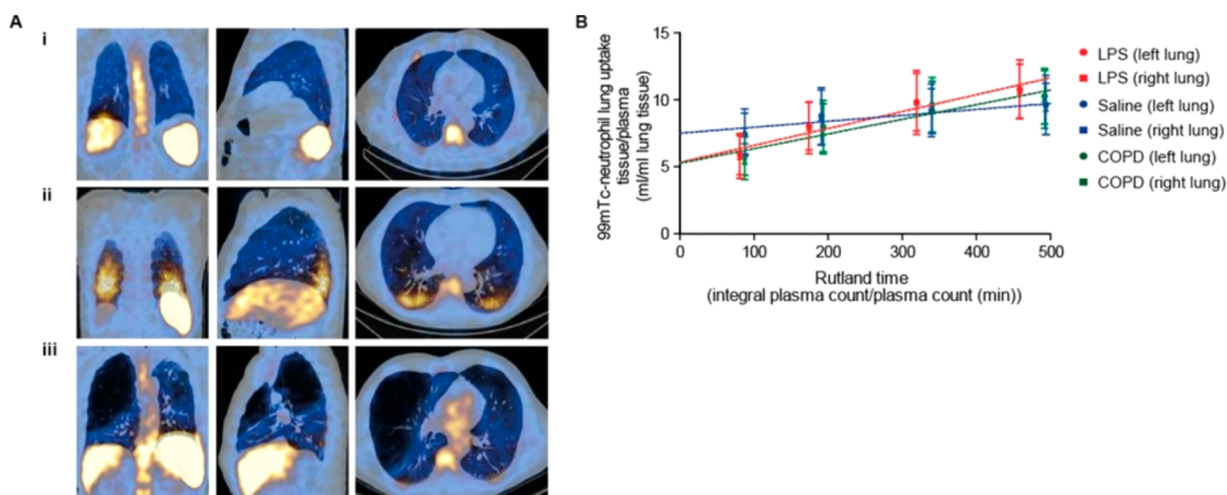 A
i
ii
iii
B
99mTc-neutrophil lung uptake
tissue/plasma
(ml/ml lung tissue)
15
10
5
0
100
200
300
400
500
Rutland time
(integral plasma count/plasma count (min))
LPS (left lung)
LPS (right lung)
Saline (left lung)
Saline (right lung)
COPD (left lung)
COPD (right lung)